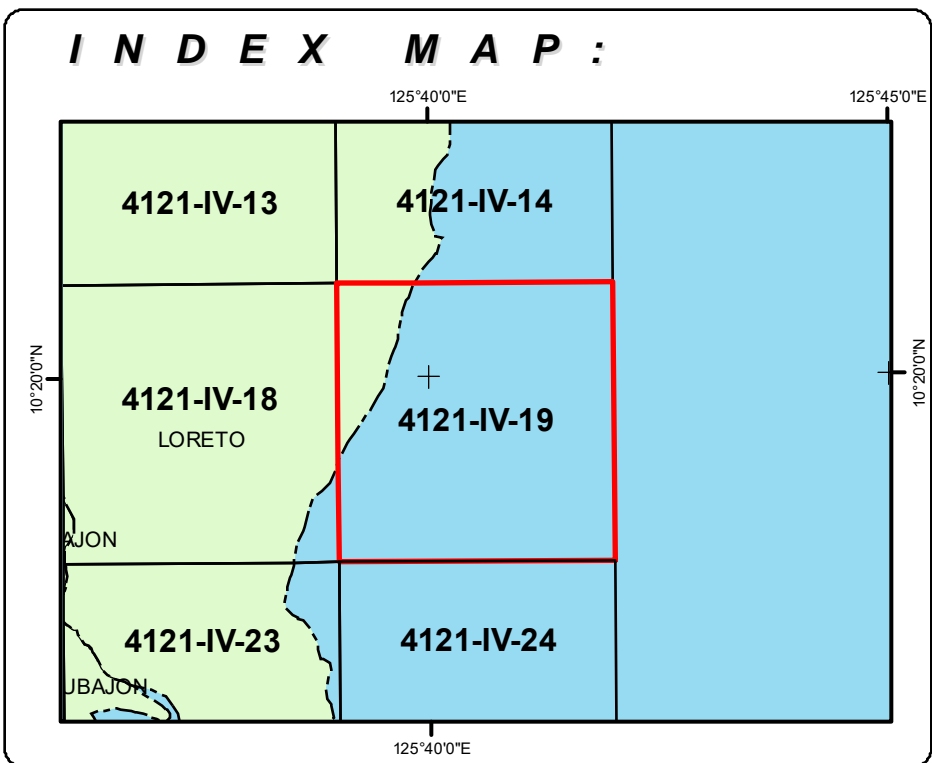 INDEX MAP:
125°40'0"E
125°45'0"E
4121-IV-13
4121-IV-14
10°20'0"N
10°20'0"N
4121-IV-18
LORETO
4121-IV-19
AJON
4121-IV-23
4121-IV-24
UBAJON
125°40'0"E